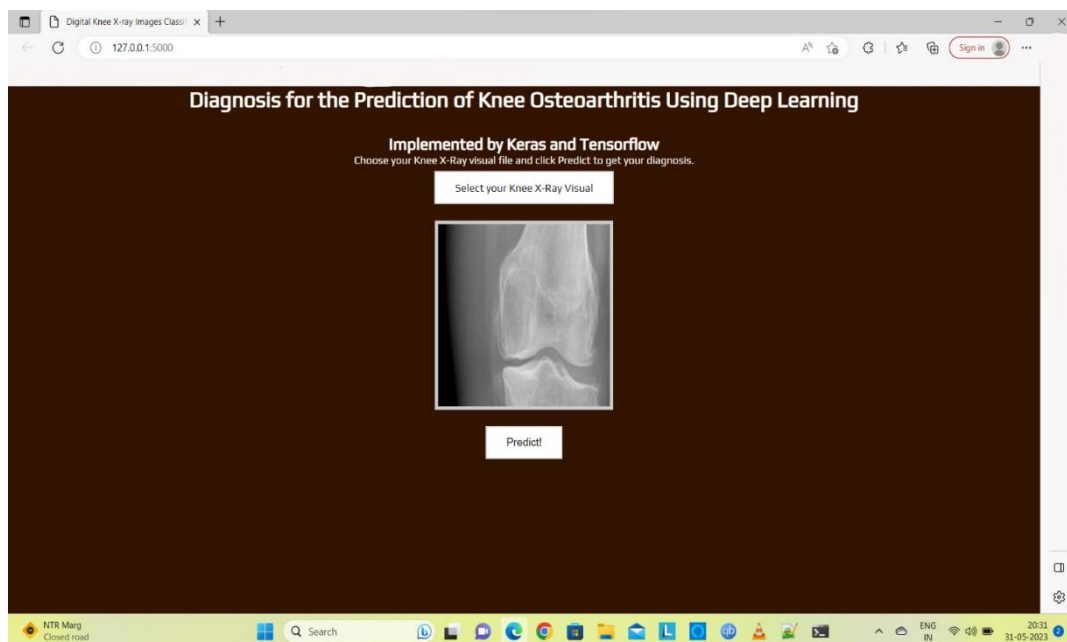 Digital Knee X-ray Images Classif
127.0.0.1:5000
Sign in
Diagnosis for the Prediction of Knee Osteoarthritis Using Deep Learning
Implemented by Keras and Tensorflow
Choose your Knee X-Ray visual file and click Predict to get your diagnosis.
Select your Knee X-Ray Visual
Predict!
NTR Marg
Closed road
Search
ENG
IN
20:31
31-05-2023
2